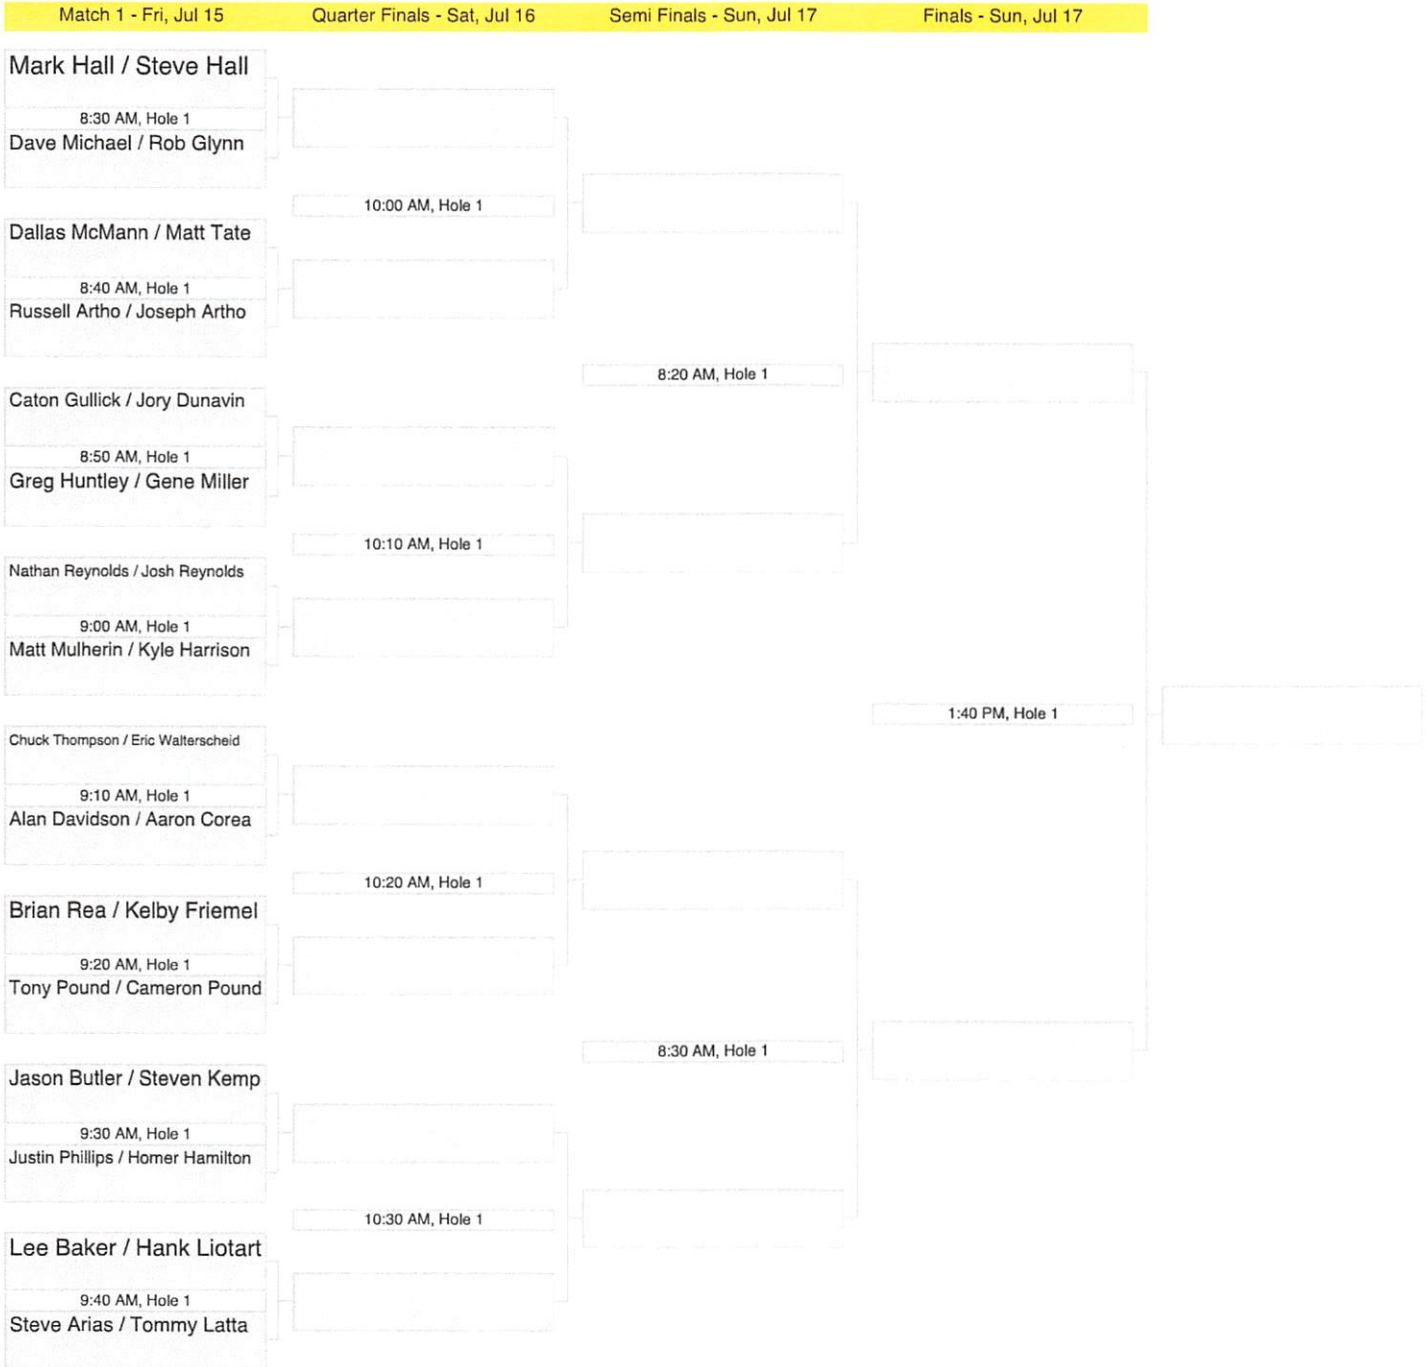 Match 1 - Fri, Jul 15
Quarter Finals - Sat, Jul 16
Semi Finals - Sun, Jul 17
Finals - Sun, Jul 17
Mark Hall / Steve Hall
8:30 AM, Hole 1
Dave Michael / Rob Glynn
10:00 AM, Hole 1
Dallas McMann / Matt Tate
8:40 AM, Hole 1
Russell Artho / Joseph Artho
8:20 AM, Hole 1
Caton Gullick / Jory Dunavin
8:50 AM, Hole 1
Greg Huntley / Gene Miller
10:10 AM, Hole 1
Nathan Reynolds / Josh Reynolds
9:00 AM, Hole 1
Matt Mulherin / Kyle Harrison
1:40 PM, Hole 1
Chuck Thompson / Eric Walterscheid
9:10 AM, Hole 1
Alan Davidson / Aaron Corea
10:20 AM, Hole 1
Brian Rea / Kelby Friemel
9:20 AM, Hole 1
Tony Pound / Cameron Pound
8:30 AM, Hole 1
Jason Butler / Steven Kemp
9:30 AM, Hole 1
Justin Phillips / Homer Hamilton
10:30 AM, Hole 1
Lee Baker / Hank Liotart
9:40 AM, Hole 1
Steve Arias / Tommy Latta